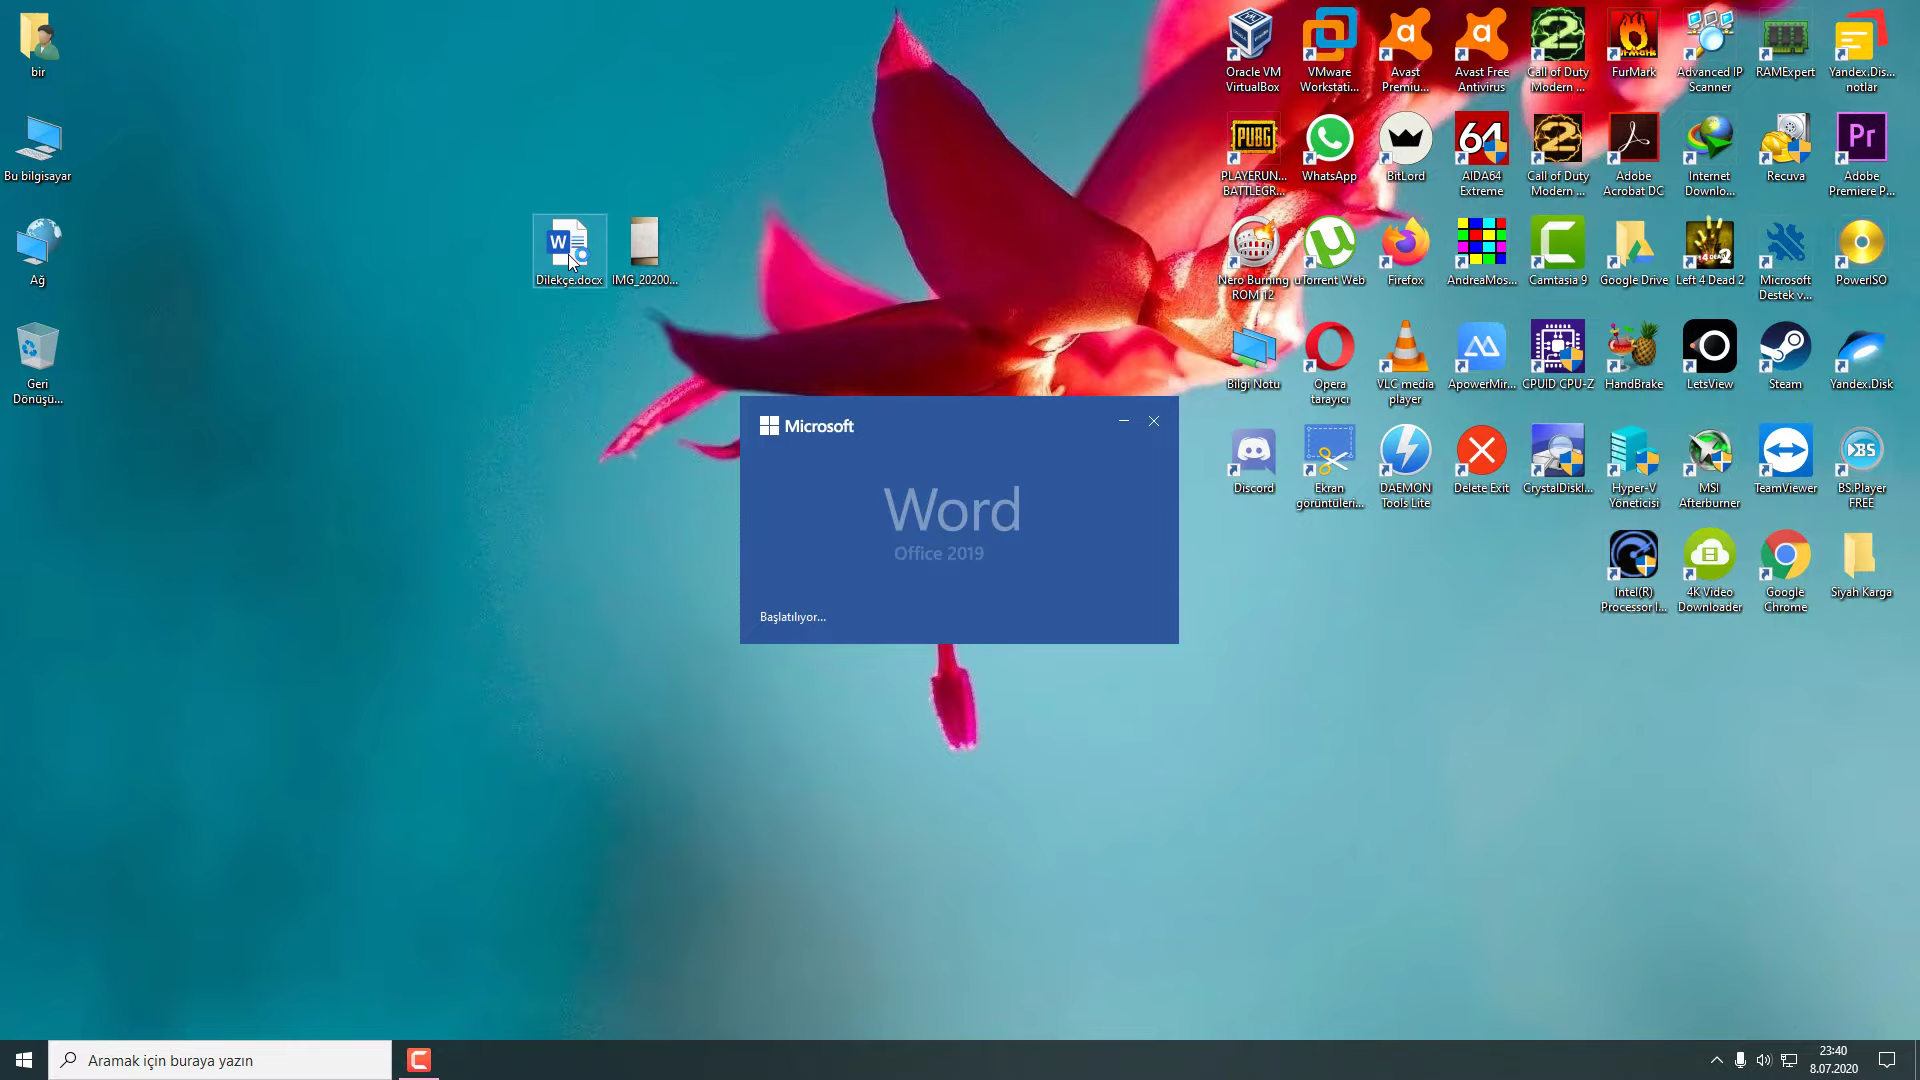 bir
Bu bilgisayar
Ağ
Geri
Dönüşü...
W
Dilekçe.docx
IMG_20200...
Oracle VM
VirtualBox
VMware
Workstati...
Avast
Premiu...
Avast Free
Antivirus
Call of Duty
Modern ...
FurMark
Advanced IP
Scanner
RAMExpert
Yandex.Dis...
notlar
PUBG
PLAYERUN...
BATTLEGR...
WhatsApp
BitLord
64
AIDA64
Extreme
Call of Duty
Modern ...
Adobe
Acrobat DC
Internet
Downlo...
Recuva
Pr
Adobe
Premiere P...
Nero Burning
ROM 12
uTorrent Web
Firefox
AndreaMos...
Camtasia 9
Google Drive
Left 4 Dead 2
Microsoft
Destek v...
PowerISO
Bilgi Notu
Opera
tarayıcı
VLC media
player
ApowerMir...
CPUID CPU-Z
HandBrake
LetsView
Steam
Yandex.Disk
Discord
Ekran
görüntüleri...
DAEMON
Tools Lite
Delete Exit
CrystalDiskI...
Hyper-V
Yöneticisi
MSI
Afterburner
TeamViewer
BS
BS.Player
FREE
Intel(R)
Processor I...
4K Video
Downloader
Google
Chrome
Siyah Karga
Microsoft
Word
Office 2019
Başlatılıyor...
Aramak için buraya yazın
23:40
8.07.2020